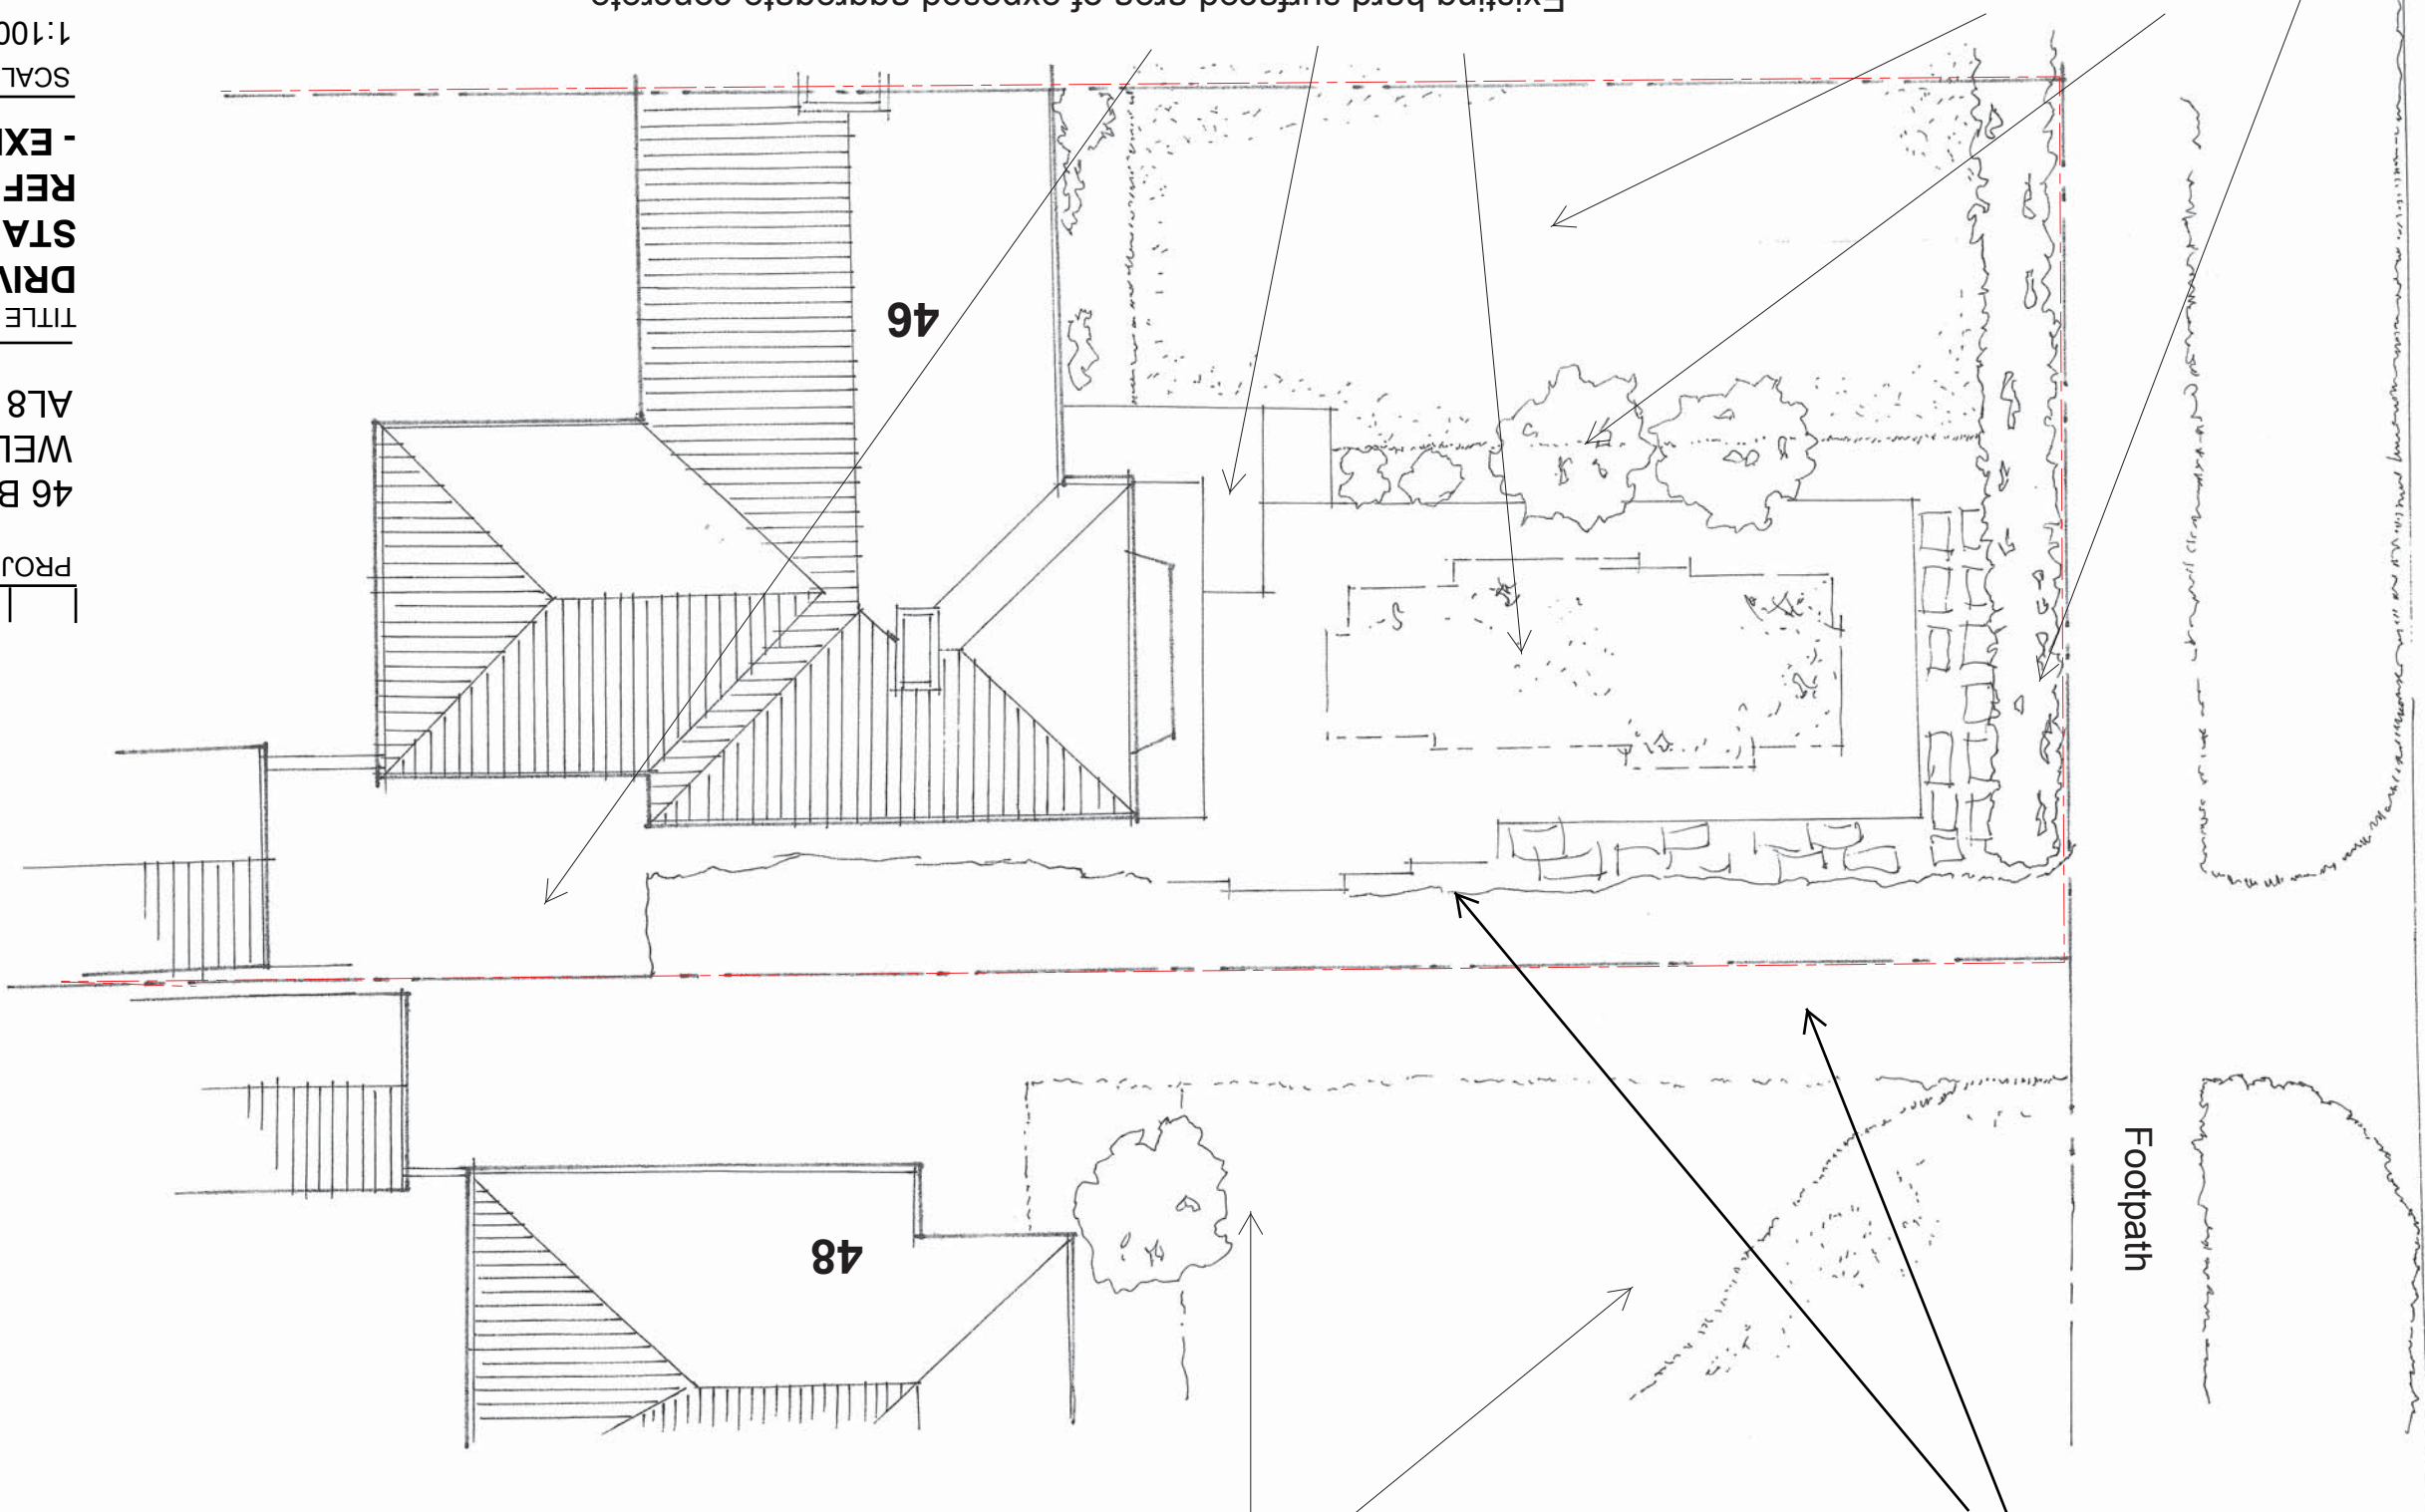 Existing hard surfaced area of exposed aggregate concrete
46
48
Footpath
PROJ
46 B
WEL
AL8
TITLE
DRIV
STA
REF
- EXI
SCAL
1:100